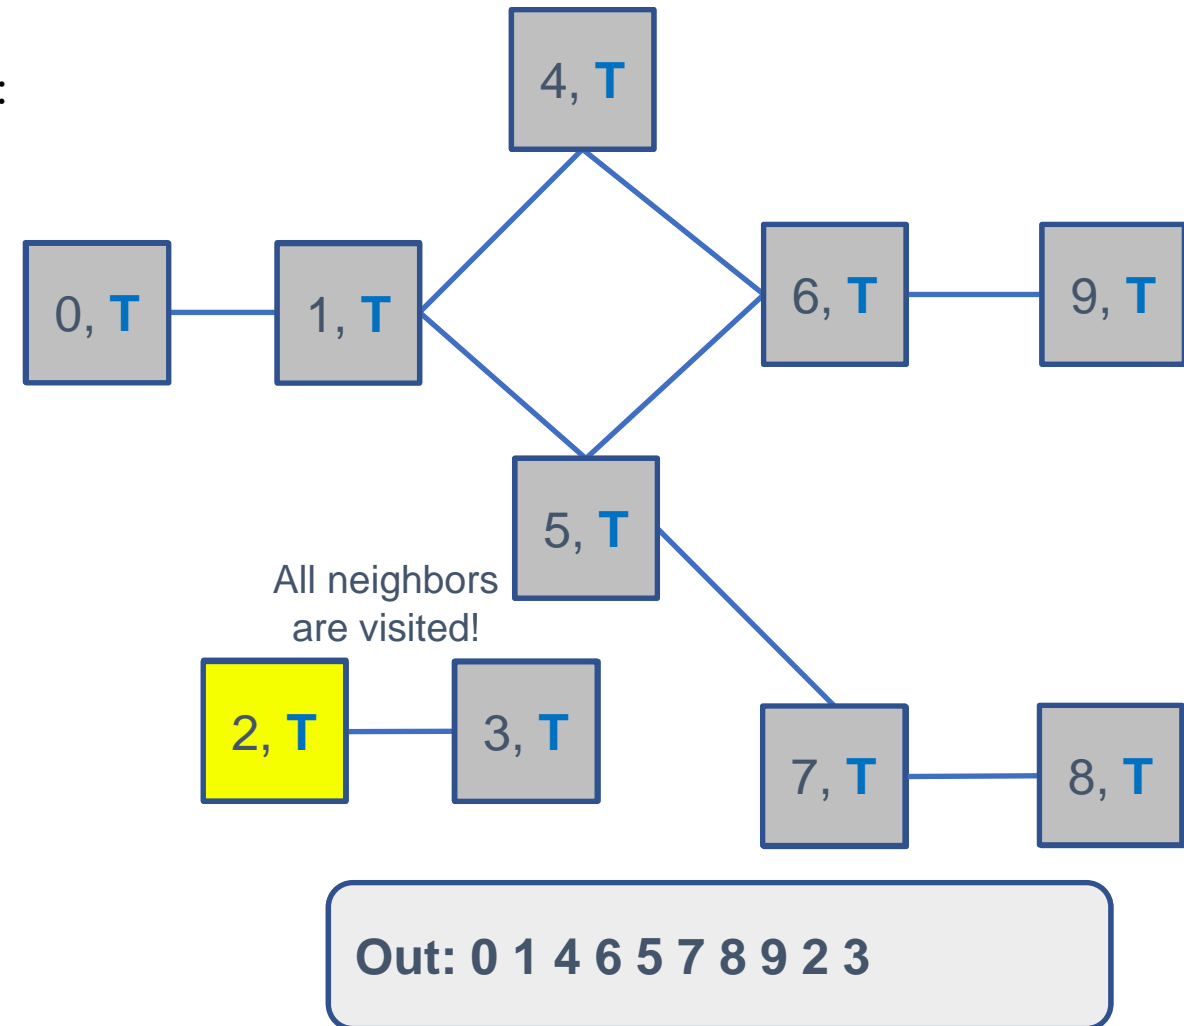 :
4, T
0, T
1, T
6, T
9, T
5, T
All neighbors
are visited!
2, T
3, T
7, T
8, T
Out: 0 1 4 6 5 7 8 9 2 3